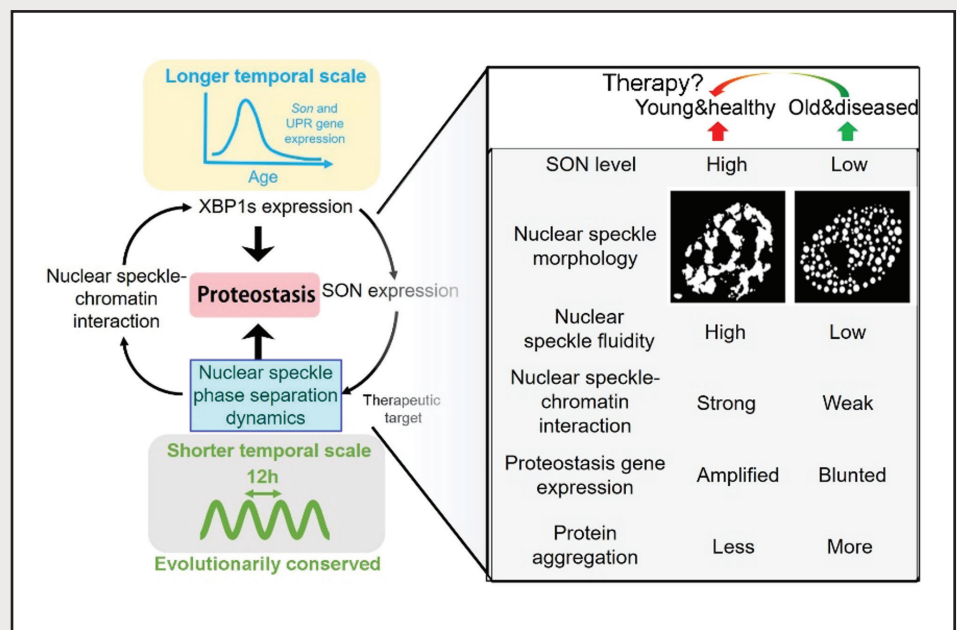 Longer temporal scale
Son and
UPR gene
expression
Age
XBP1s expression
Nuclear speckle-
chromatin
interaction
Proteostasis
SON expression
Nuclear speckle
phase separation
dynamics
Therapeutic
target
Shorter temporal scale
12h
Evolutionarily conserved
Therapy?
Young&healthy Old&diseased
SON level High Low
Nuclear speckle
morphology
Nuclear
speckle fluidity
High Low
Nuclear speckle-
chromatin
interaction
Strong Weak
Proteostasis gene
expression
Amplified Blunted
Protein
aggregation
Less More